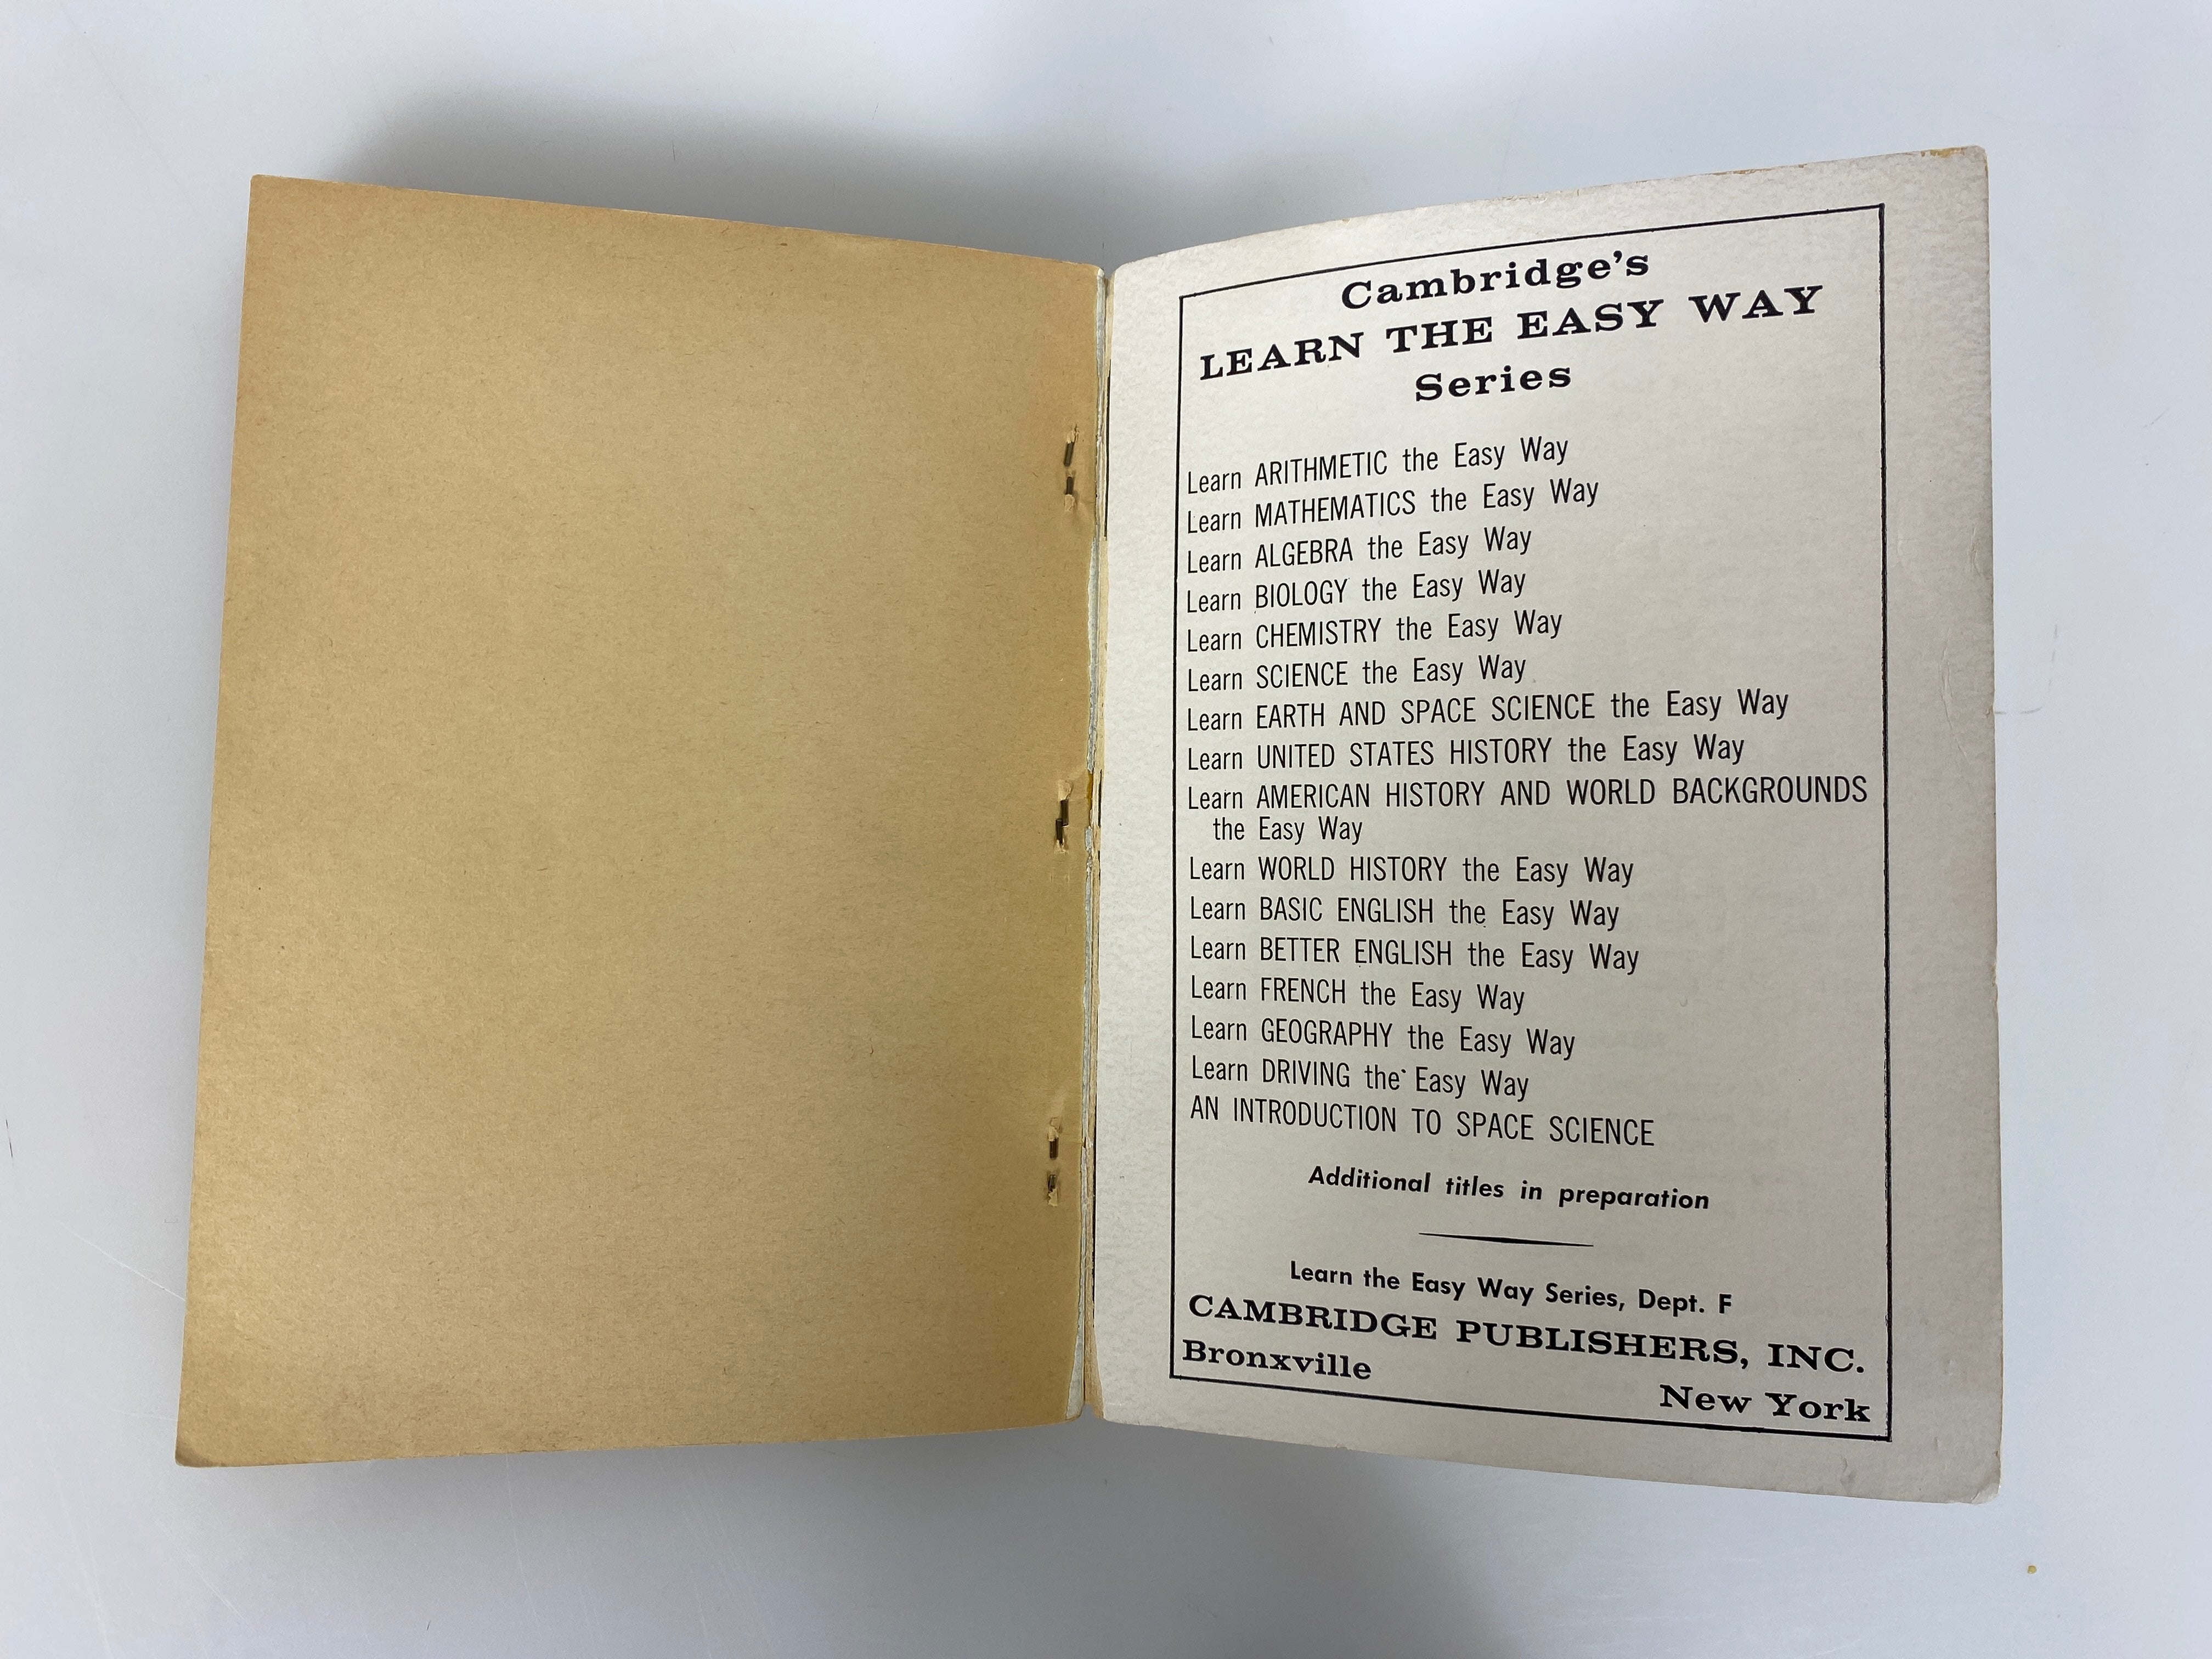 Cambridge's
LEARN THE EASY WAY
Series
Learn ARITHMETIC the Easy Way
Learn MATHEMATICS the Easy Way
Learn ALGEBRA the Easy Way
Learn BIOLOGY the Easy Way
Learn CHEMISTRY the Easy Way
Learn SCIENCE the Easy Way
Learn EARTH AND SPACE SCIENCE the Easy Way
Learn UNITED STATES HISTORY the Easy Way
Learn AMERICAN HISTORY AND WORLD BACKGROUNDS
the Easy Way
Learn WORLD HISTORY the Easy Way
Learn BASIC ENGLISH the Easy Way
Learn BETTER ENGLISH the Easy Way
Learn FRENCH the Easy Way
Learn GEOGRAPHY the Easy Way
Learn DRIVING the Easy Way
AN INTRODUCTION TO SPACE SCIENCE
Additional titles in preparation
Learn the Easy Way Series, Dept. F
CAMBRIDGE PUBLISHERS, INC.
Bronxville New York